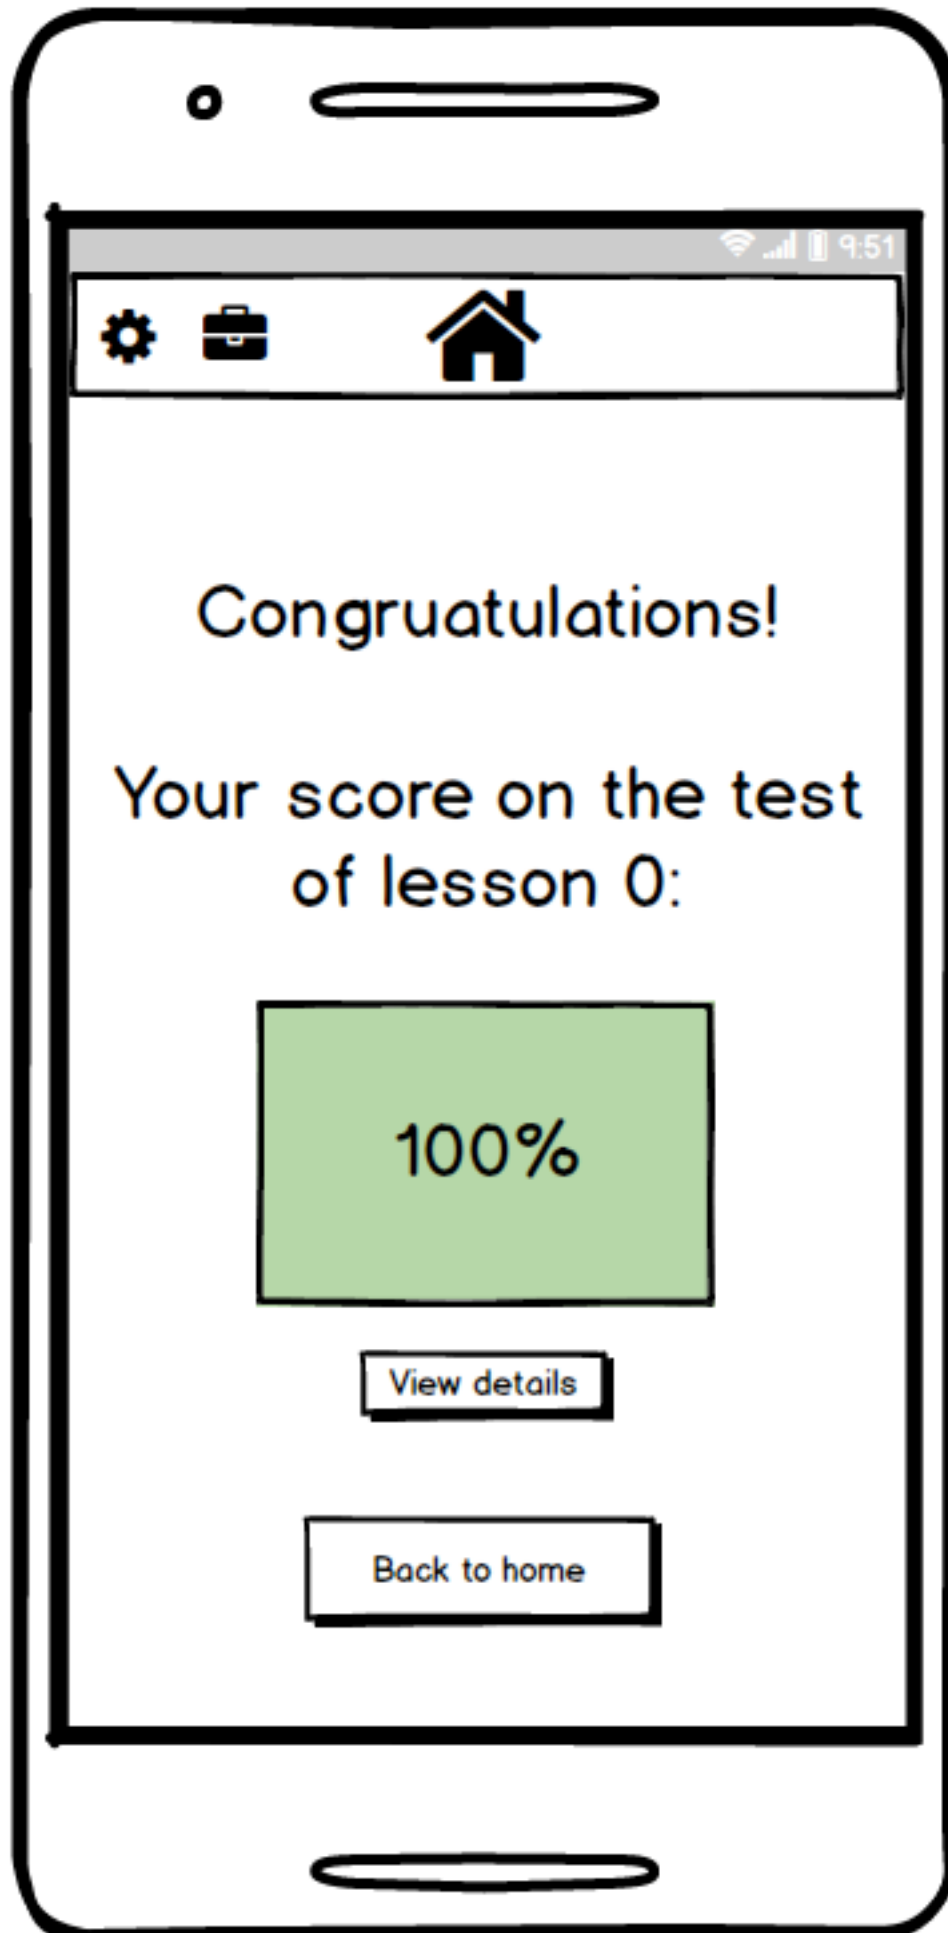 9:51
Congruatulations!
Your score on the test
of lesson 0:
100%
View details
Back to home